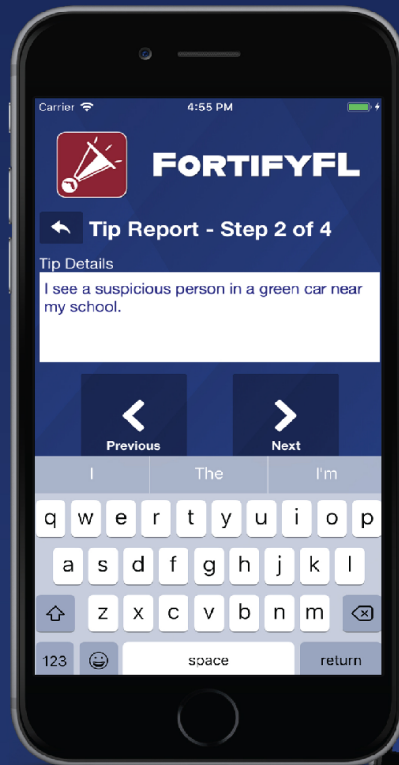 Carrier 4:55 PM
FORTIFYFL
Tip Report - Step 2 of 4
Tip Details
I see a suspicious person in a green car near
my school.
Previous Next
I The I'm
q w e r t y u i o p
a s d f g h j k l
z x c v b n m
123 space return